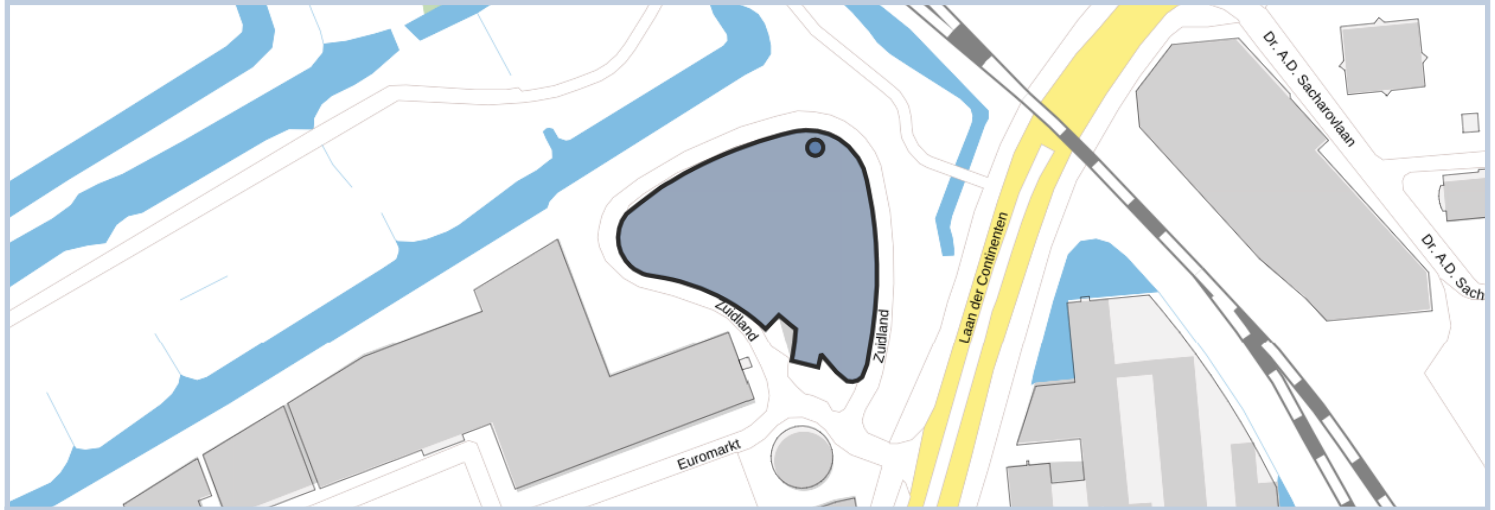 Dr. A.D. Sacharovlaan
Laan der Continenten
Dr. A.D. Sach
Zuidland
Zuidland
Euromarkt